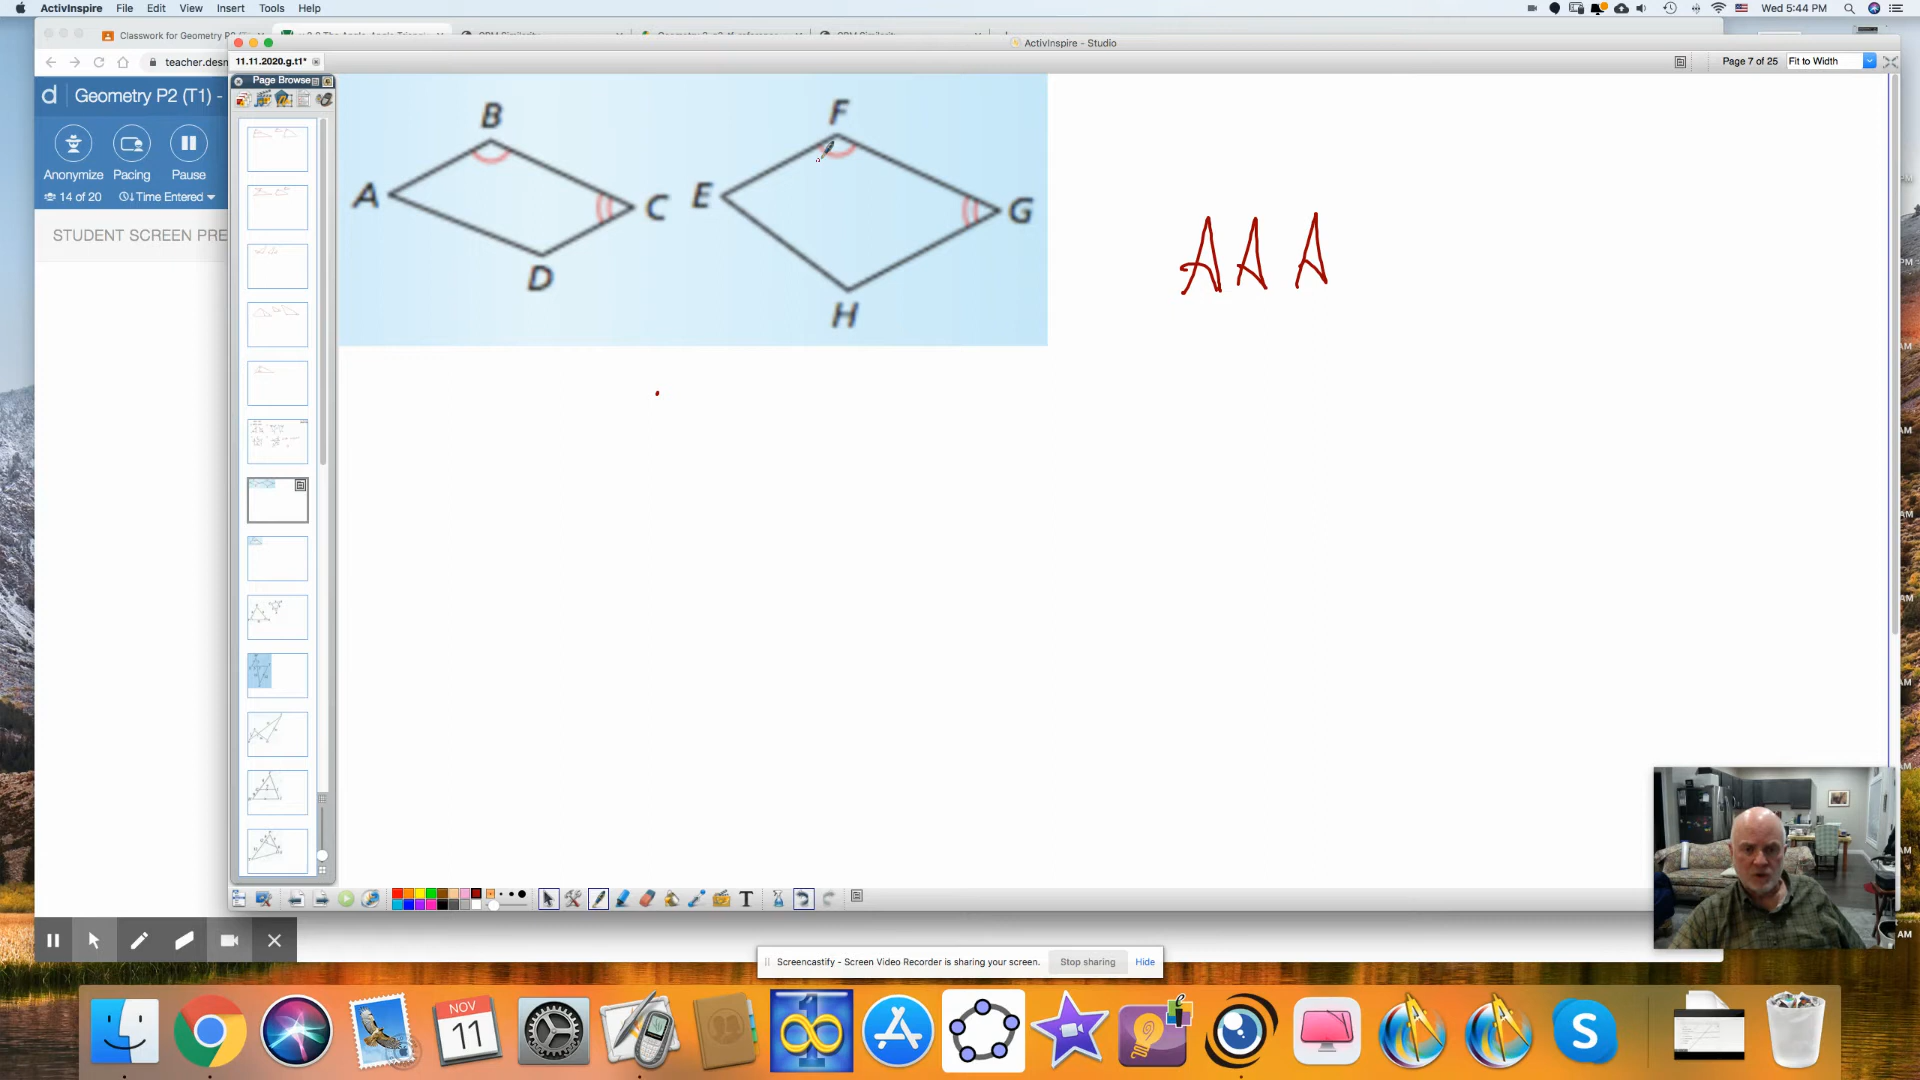 ActivInspire File Edit View Insert Tools Help Wed 5:44 PM
Classwork for Geometry P2
ActivInspire - Studio
teacher.desm
11.11.2020.g.t1*
Page 7 of 25 Fit to Width
d Geometry P2 (T1) -
Page Browse
Anonymize Pacing Pause
14 of 20 Time Entered
STUDENT SCREEN PRE
B
A
C
D
F
E
G
H
A A A
T
Screencastify - Screen Video Recorder is sharing your screen. Stop sharing Hide
NOV
11
1
S